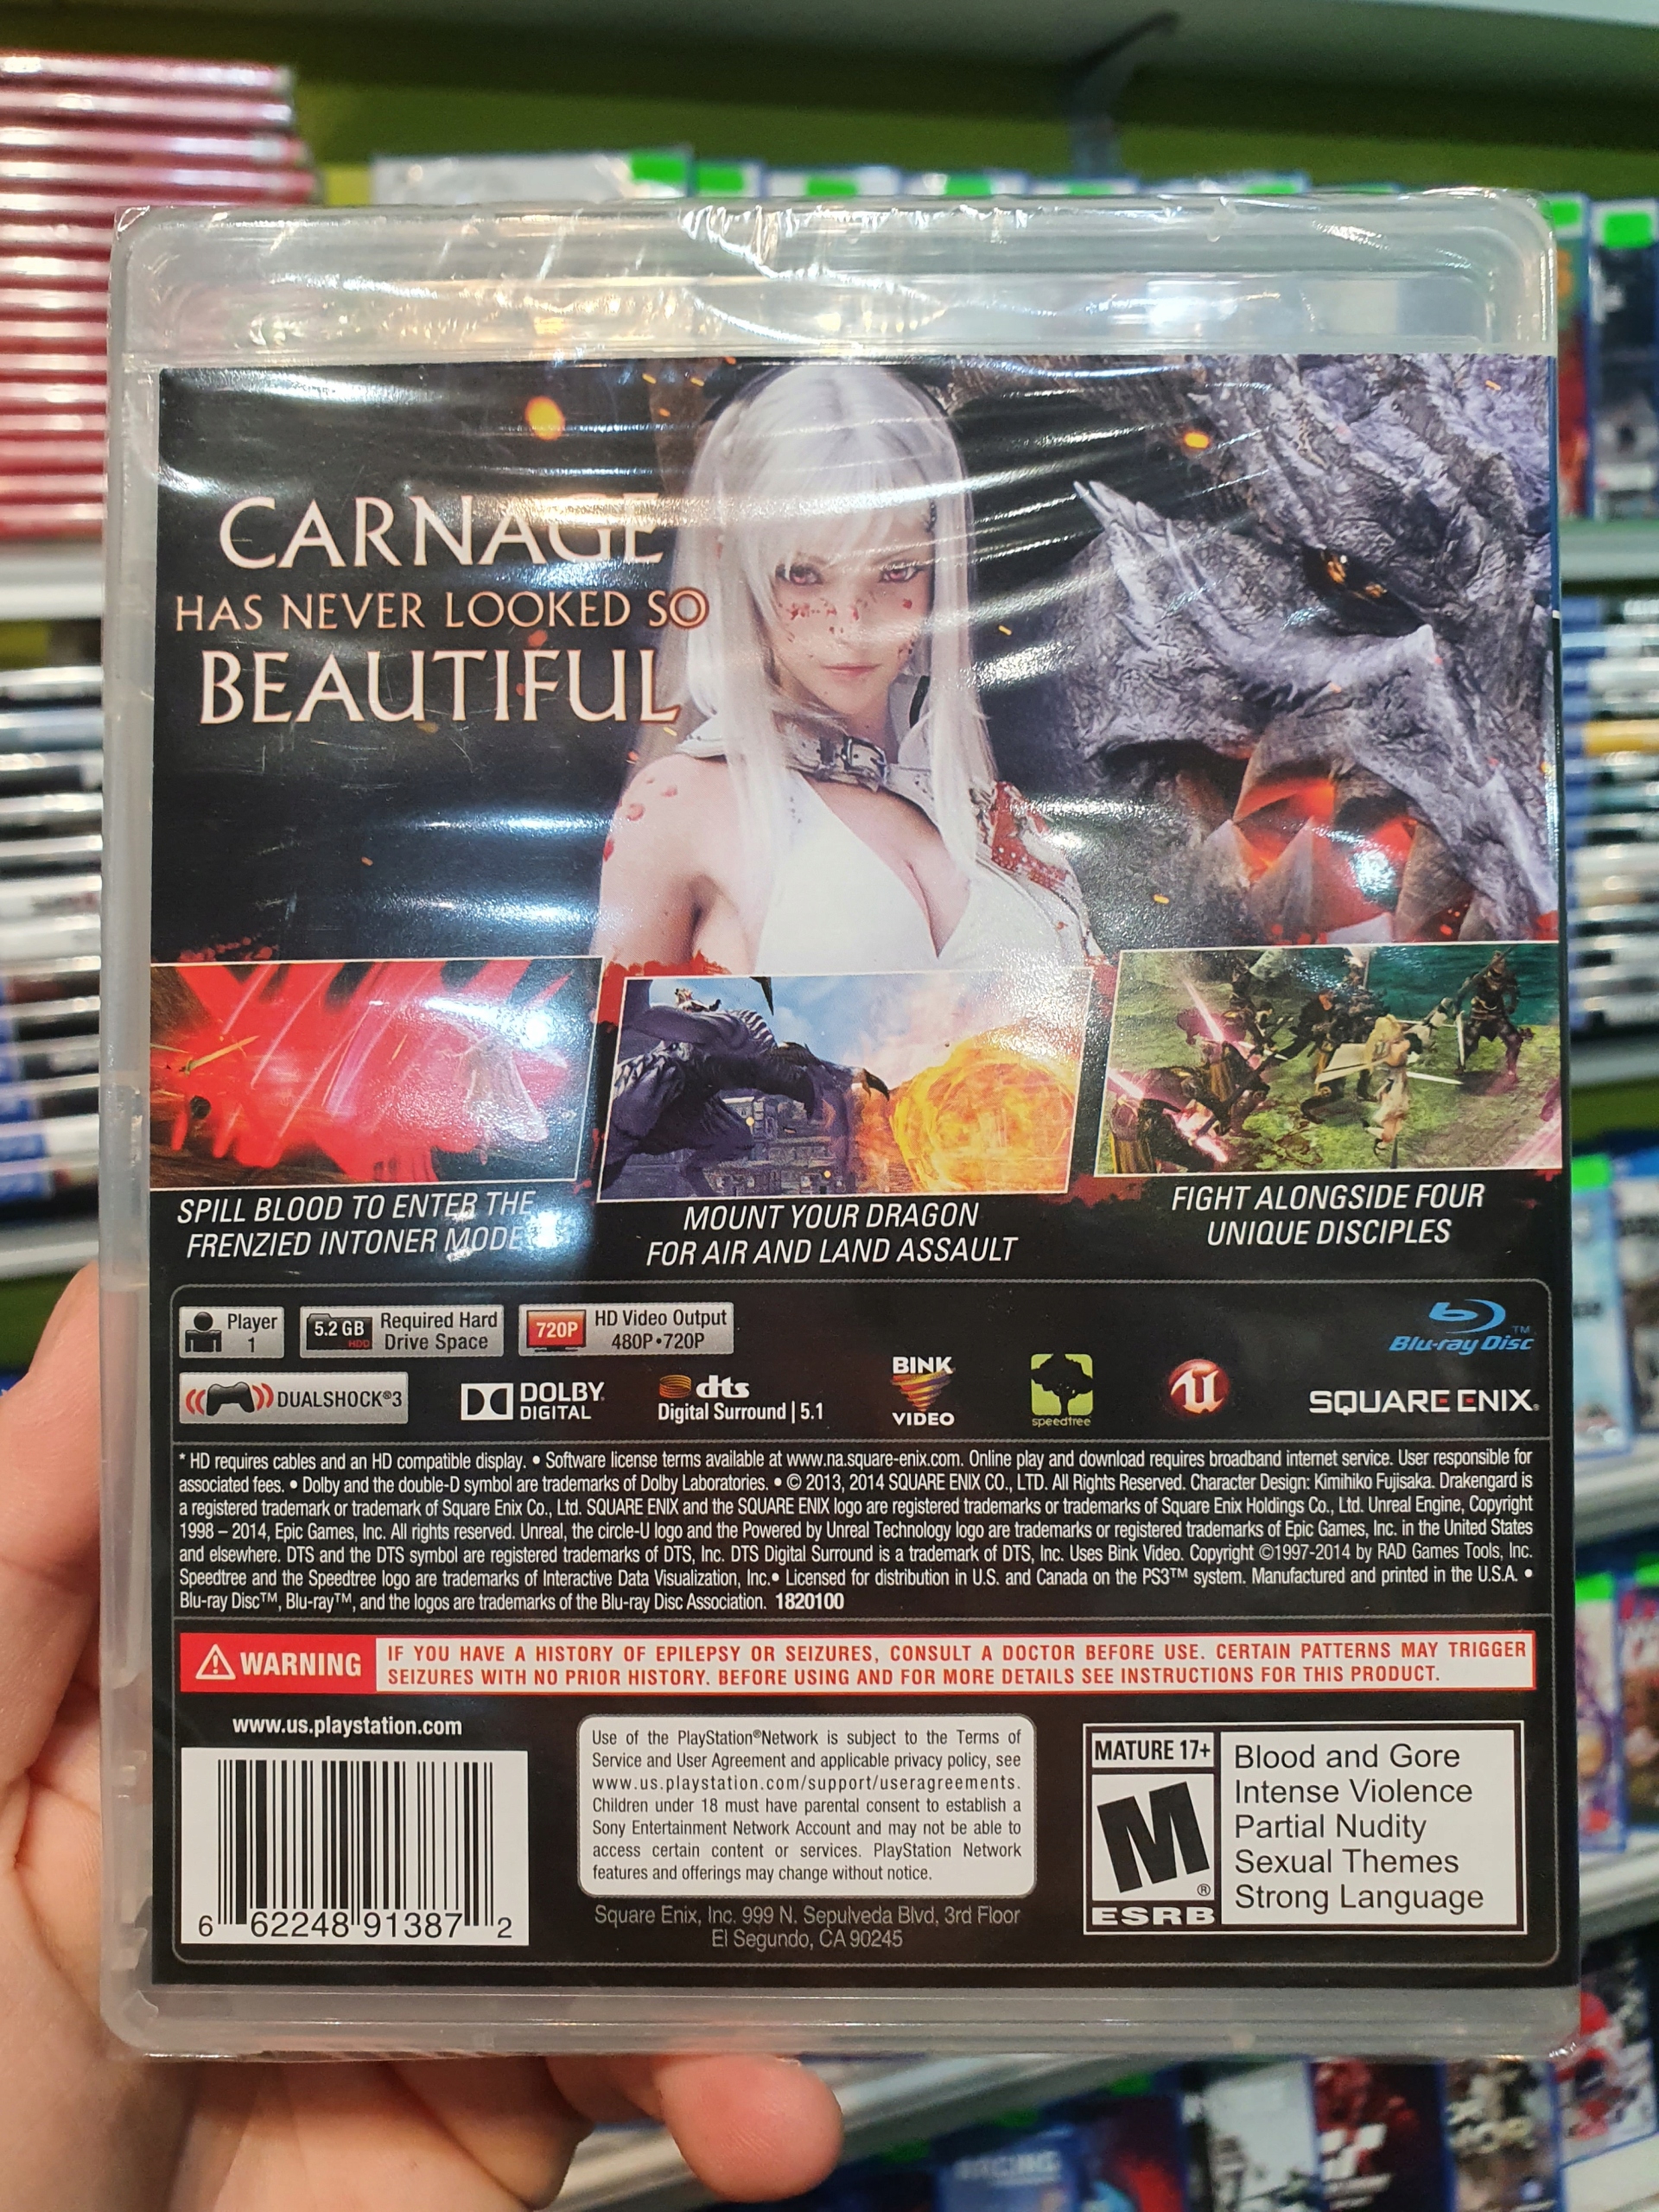 CARNAGE
HAS NEVER LOOKED SO
BEAUTIFUL
SPILL BLOOD TO ENTER THE
FRENZIED INTONER MODE
MOUNT YOUR DRAGON
FOR AIR AND LAND ASSAULT
FIGHT ALONGSIDE FOUR
UNIQUE DISCIPLES
Player
1
5.2 GB
HDD
Required Hard
Drive Space
720P
HD Video Output
480P•720P
Blu-ray Disc™
DUALSHOCK®3
DOLBY
DIGITAL
dts
Digital Surround | 5.1
BINK
VIDEO
speedtree
U
SQUARE ENIX®
* HD requires cables and an HD compatible display. • Software license terms available at www.na.square-enix.com. Online play and download requires broadband internet service. User responsible for
associated fees. • Dolby and the double-D symbol are trademarks of Dolby Laboratories. • © 2013, 2014 SQUARE ENIX CO., LTD. All Rights Reserved. Character Design: Kimihiko Fujisaka. Drakengard is
a registered trademark or trademark of Square Enix Co., Ltd. SQUARE ENIX and the SQUARE ENIX logo are registered trademarks or trademarks of Square Enix Holdings Co., Ltd. Unreal Engine, Copyright
1998 – 2014, Epic Games, Inc. All rights reserved. Unreal, the circle-U logo and the Powered by Unreal Technology logo are trademarks or registered trademarks of Epic Games, Inc. in the United States
and elsewhere. DTS and the DTS symbol are registered trademarks of DTS, Inc. DTS Digital Surround is a trademark of DTS, Inc. Uses Bink Video. Copyright ©1997-2014 by RAD Games Tools, Inc.
Speedtree and the Speedtree logo are trademarks of Interactive Data Visualization, Inc.• Licensed for distribution in U.S. and Canada on the PS3™ system. Manufactured and printed in the U.S.A. •
Blu-ray Disc™, Blu-ray™, and the logos are trademarks of the Blu-ray Disc Association. 1820100
WARNING
IF YOU HAVE A HISTORY OF EPILEPSY OR SEIZURES, CONSULT A DOCTOR BEFORE USE. CERTAIN PATTERNS MAY TRIGGER
SEIZURES WITH NO PRIOR HISTORY. BEFORE USING AND FOR MORE DETAILS SEE INSTRUCTIONS FOR THIS PRODUCT.
www.us.playstation.com
6 62248 91387 2
Use of the PlayStation®Network is subject to the Terms of
Service and User Agreement and applicable privacy policy, see
www.us.playstation.com/support/useragreements.
Children under 18 must have parental consent to establish a
Sony Entertainment Network Account and may not be able to
access certain content or services. PlayStation Network
features and offerings may change without notice.
Square Enix, Inc. 999 N. Sepulveda Blvd, 3rd Floor
El Segundo, CA 90245
MATURE 17+
M®
ESRB
Blood and Gore
Intense Violence
Partial Nudity
Sexual Themes
Strong Language